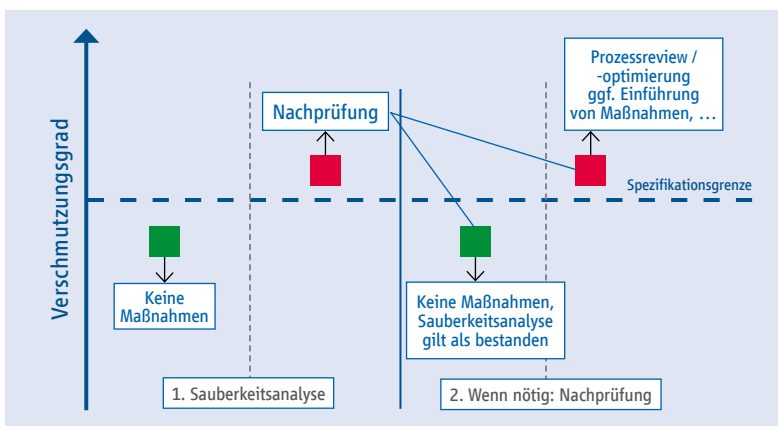 Verschmutzungsgrad
Nachprüfung
Prozessreview /
-optimierung
ggf. Einführung
von Maßnahmen, …
Spezifikationsgrenze
Keine
Maßnahmen
Keine Maßnahmen,
Sauberkeitsanalyse
gilt als bestanden
1. Sauberkeitsanalyse
2. Wenn nötig: Nachprüfung